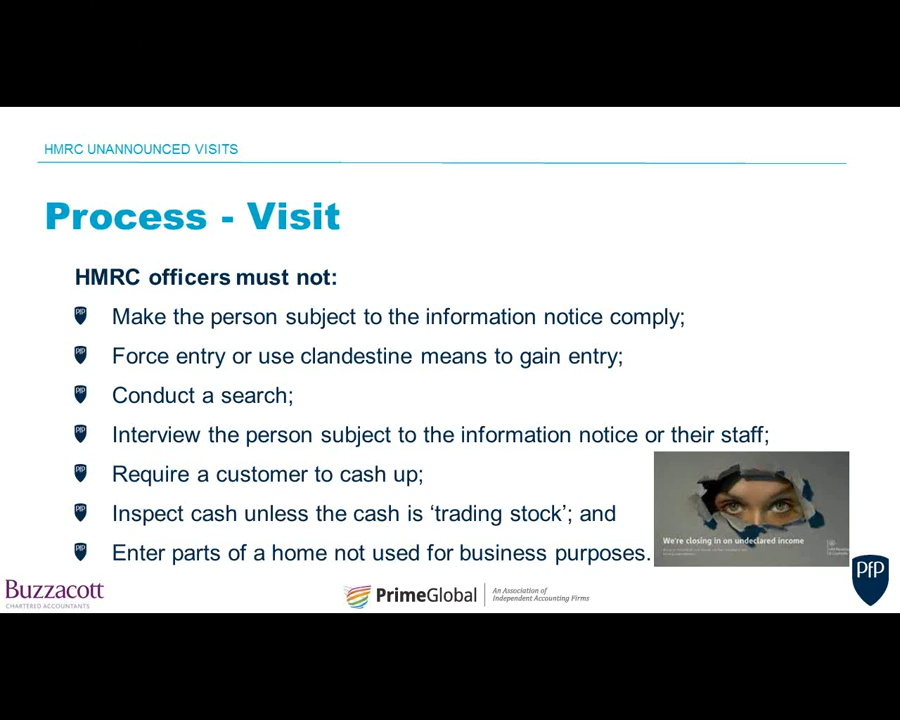 HMRC UNANNOUNCED VISITS
Process - Visit
HMRC officers must not:
Make the person subject to the information notice comply;
Force entry or use clandestine means to gain entry;
Conduct a search;
Interview the person subject to the information notice or their staff;
Require a customer to cash up;
Inspect cash unless the cash is ‘trading stock’; and
Enter parts of a home not used for business purposes.
We're closing in on undeclared income
PfP
Buzzacott
CHARTERED ACCOUNTANTS
PrimeGlobal
An Association of
Independent Accounting Firms